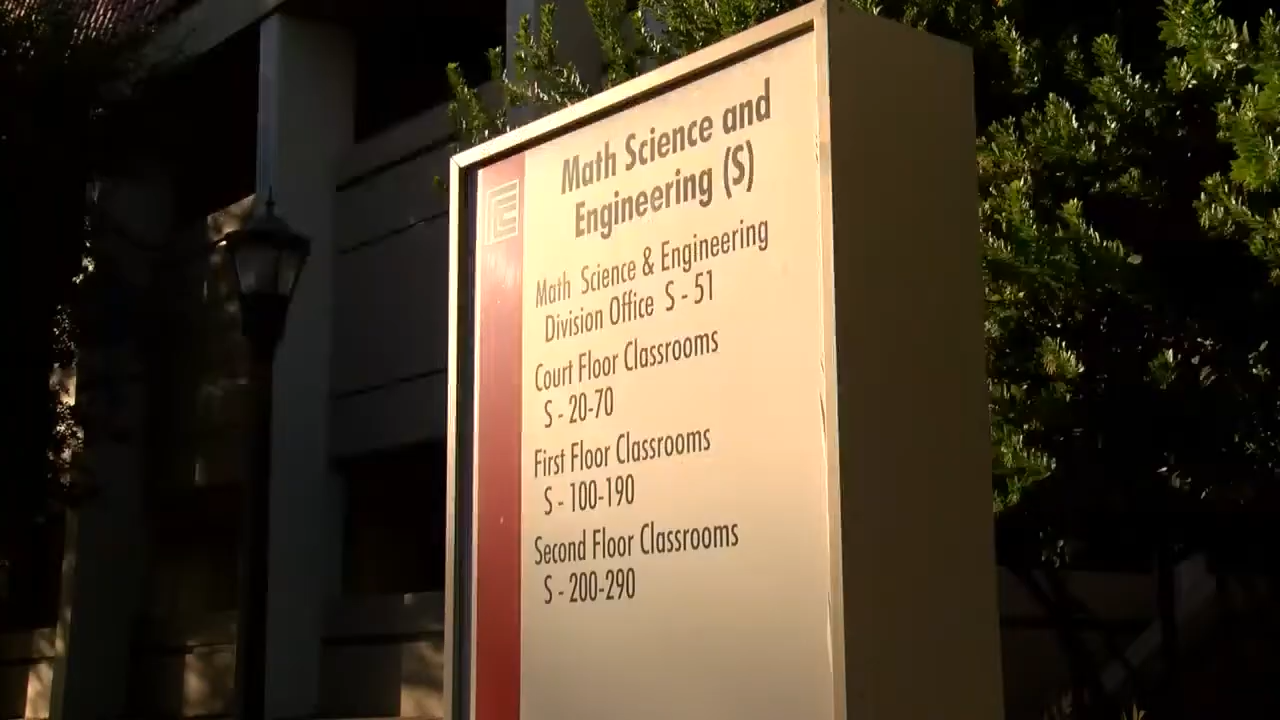 Math Science and
Engineering (S)
Math Science & Engineering
Division Office S - 51
Court Floor Classrooms
S - 20-70
First Floor Classrooms
S - 100-190
Second Floor Classrooms
S - 200-290